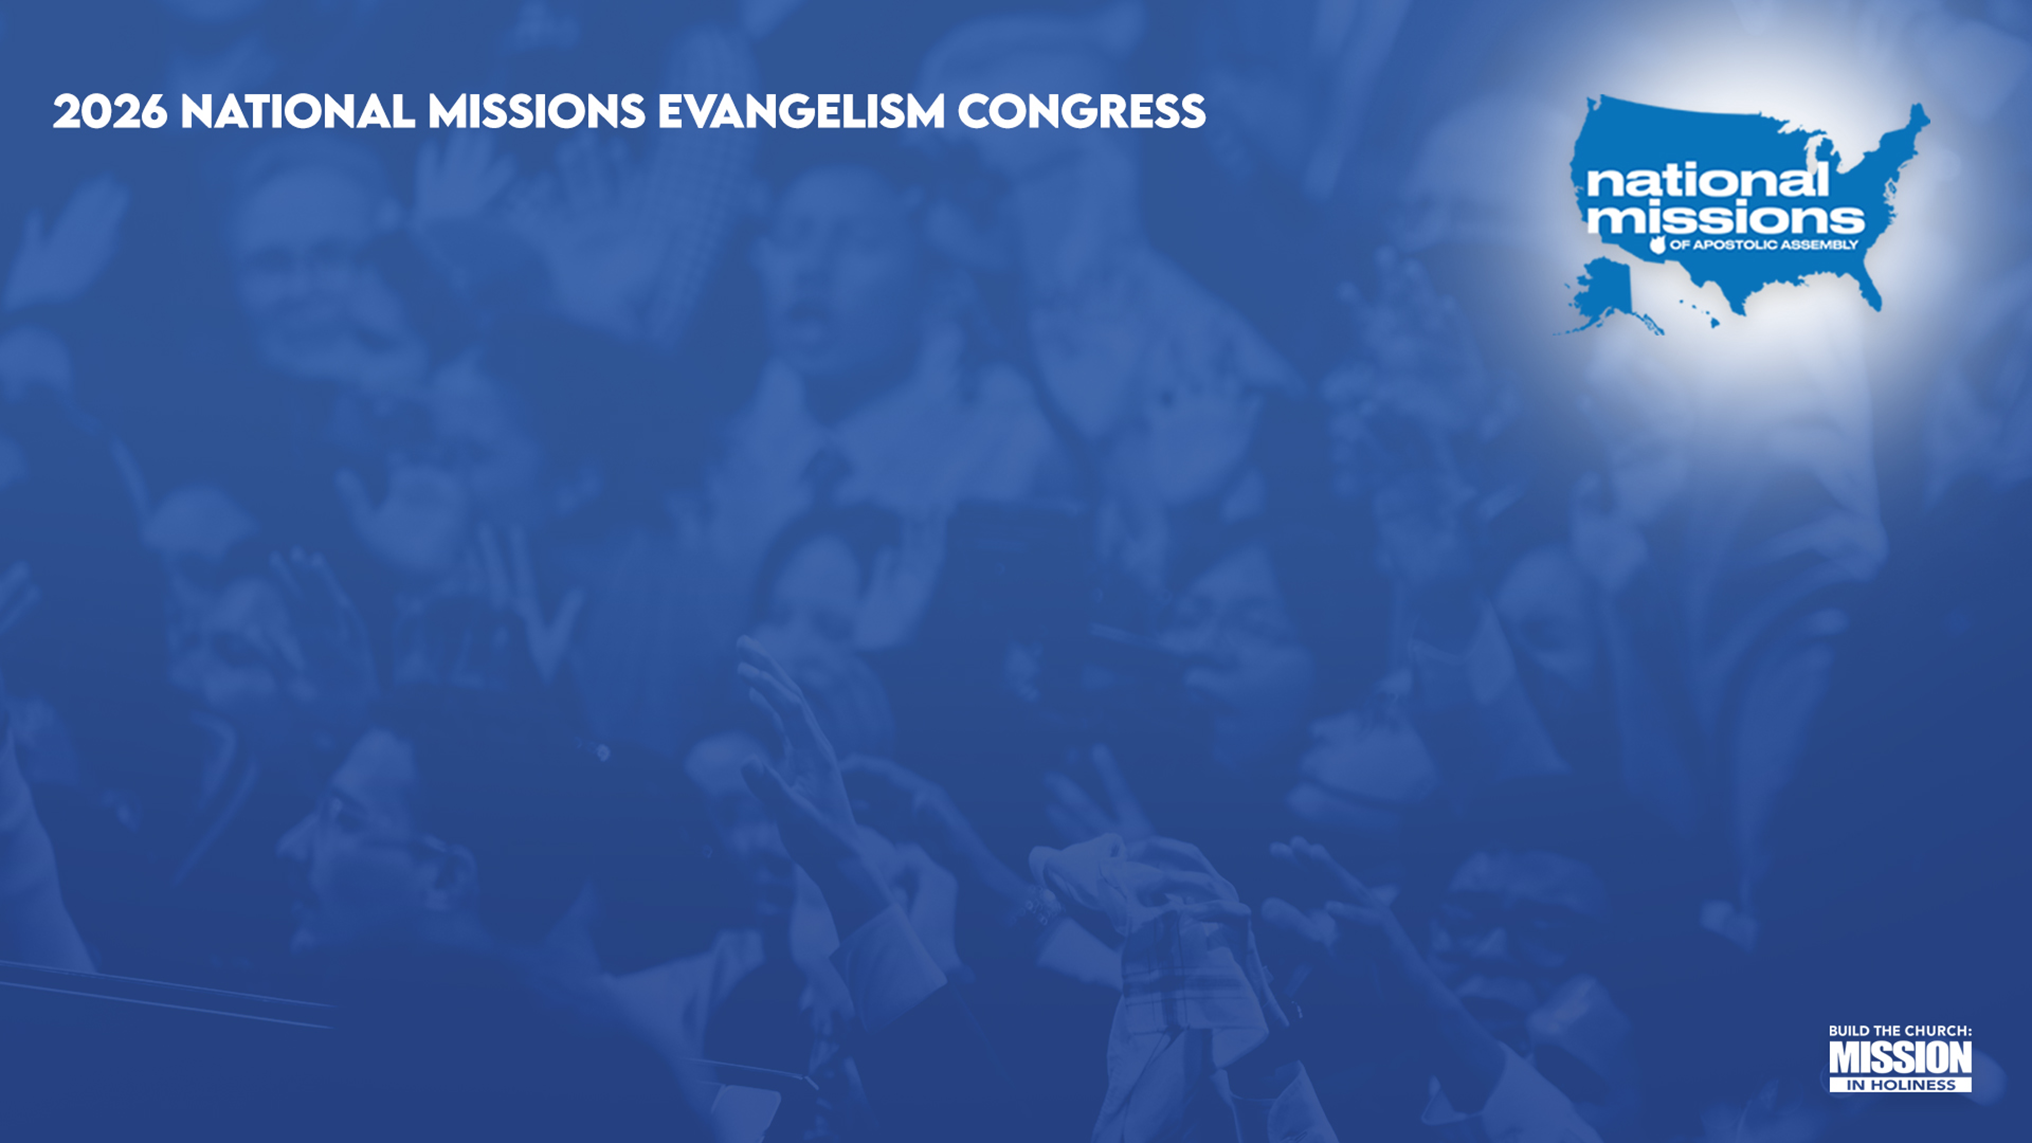 2026 NATIONAL MISSIONS EVANGELISM CONGRESS
national
missions
OF APOSTOLIC ASSEMBLY
BUILD THE CHURCH:
MISSION
IN HOLINESS